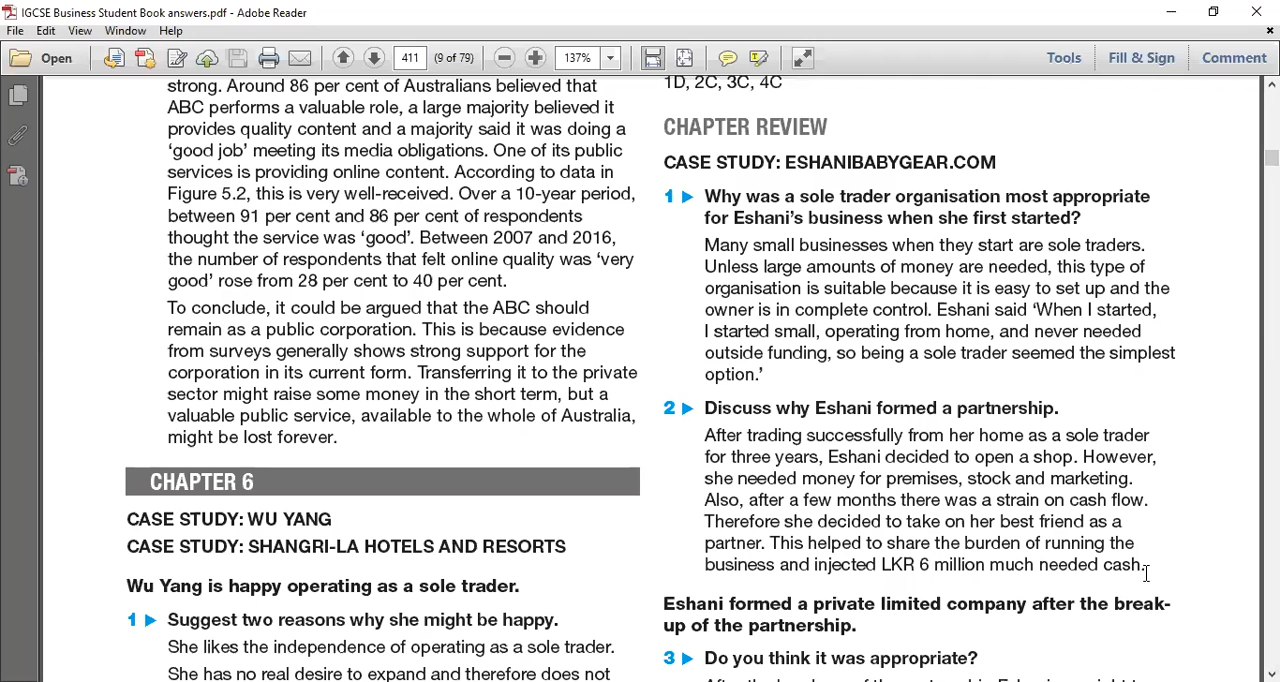 IGCSE Business Student Book answers.pdf - Adobe Reader
File Edit View Window Help
Open 411 (9 of 79) 137% Tools Fill & Sign Comment
strong. Around 86 per cent of Australians believed that
ABC performs a valuable role, a large majority believed it
provides quality content and a majority said it was doing a
‘good job’ meeting its media obligations. One of its public
services is providing online content. According to data in
Figure 5.2, this is very well-received. Over a 10-year period,
between 91 per cent and 86 per cent of respondents
thought the service was ‘good’. Between 2007 and 2016,
the number of respondents that felt online quality was ‘very
good’ rose from 28 per cent to 40 per cent.
To conclude, it could be argued that the ABC should
remain as a public corporation. This is because evidence
from surveys generally shows strong support for the
corporation in its current form. Transferring it to the private
sector might raise some money in the short term, but a
valuable public service, available to the whole of Australia,
might be lost forever.
CHAPTER 6
CASE STUDY: WU YANG
CASE STUDY: SHANGRI-LA HOTELS AND RESORTS
Wu Yang is happy operating as a sole trader.
1 Suggest two reasons why she might be happy.
She likes the independence of operating as a sole trader.
She has no real desire to expand and therefore does not
1D, 2C, 3C, 4C
CHAPTER REVIEW
CASE STUDY: ESHANIBABYGEAR.COM
1 Why was a sole trader organisation most appropriate
for Eshani’s business when she first started?
Many small businesses when they start are sole traders.
Unless large amounts of money are needed, this type of
organisation is suitable because it is easy to set up and the
owner is in complete control. Eshani said ‘When I started,
I started small, operating from home, and never needed
outside funding, so being a sole trader seemed the simplest
option.’
2 Discuss why Eshani formed a partnership.
After trading successfully from her home as a sole trader
for three years, Eshani decided to open a shop. However,
she needed money for premises, stock and marketing.
Also, after a few months there was a strain on cash flow.
Therefore she decided to take on her best friend as a
partner. This helped to share the burden of running the
business and injected LKR 6 million much needed cash.
Eshani formed a private limited company after the break-
up of the partnership.
3 Do you think it was appropriate?